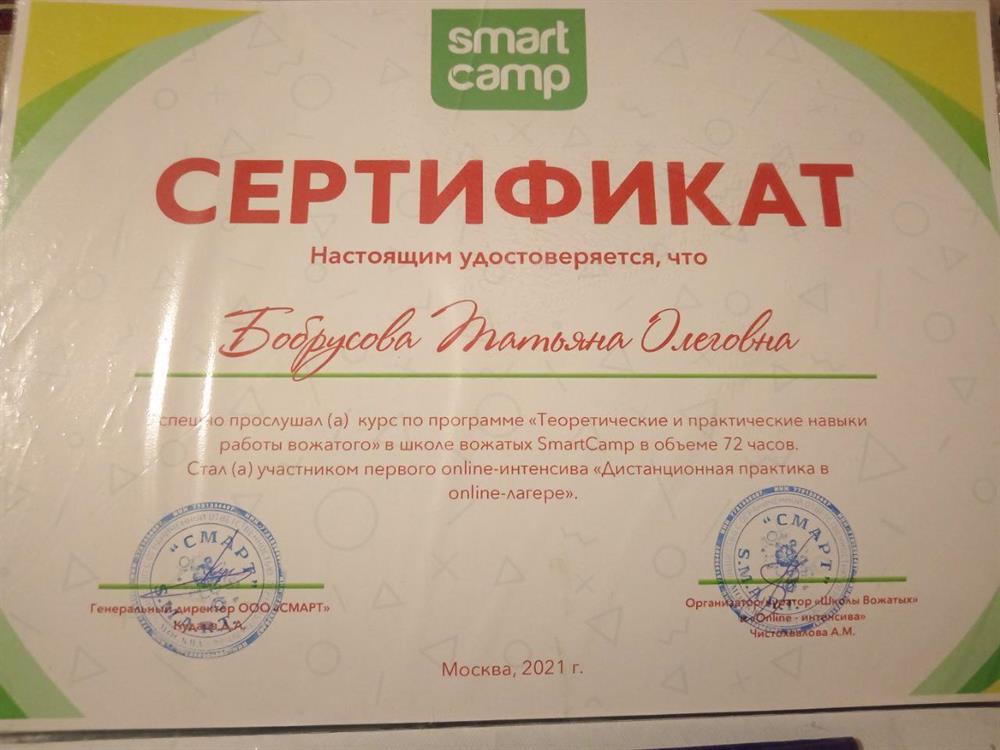 smart
camp
СЕРТИФИКАТ
Настоящим удостоверяется, что
Бобрусова Татьяна Олеговна
спешно прослушал (а) курс по программе «Теоретические и практические навыки
работы вожатого» в школе вожатых SmartCamp в объеме 72 часов.
Стал (а) участником первого online-интенсива «Дистанционная практика в
online-лагере».
"СМАРТ"
S.M.A.R.T.
"СМАРТ"
S.M.A.R.T.
Генеральный директор ООО «СМАРТ»
Организатор/куратор «Школы Вожатых»
и «Online - интенсива»
Чистохвалова А.М.
Москва, 2021 г.